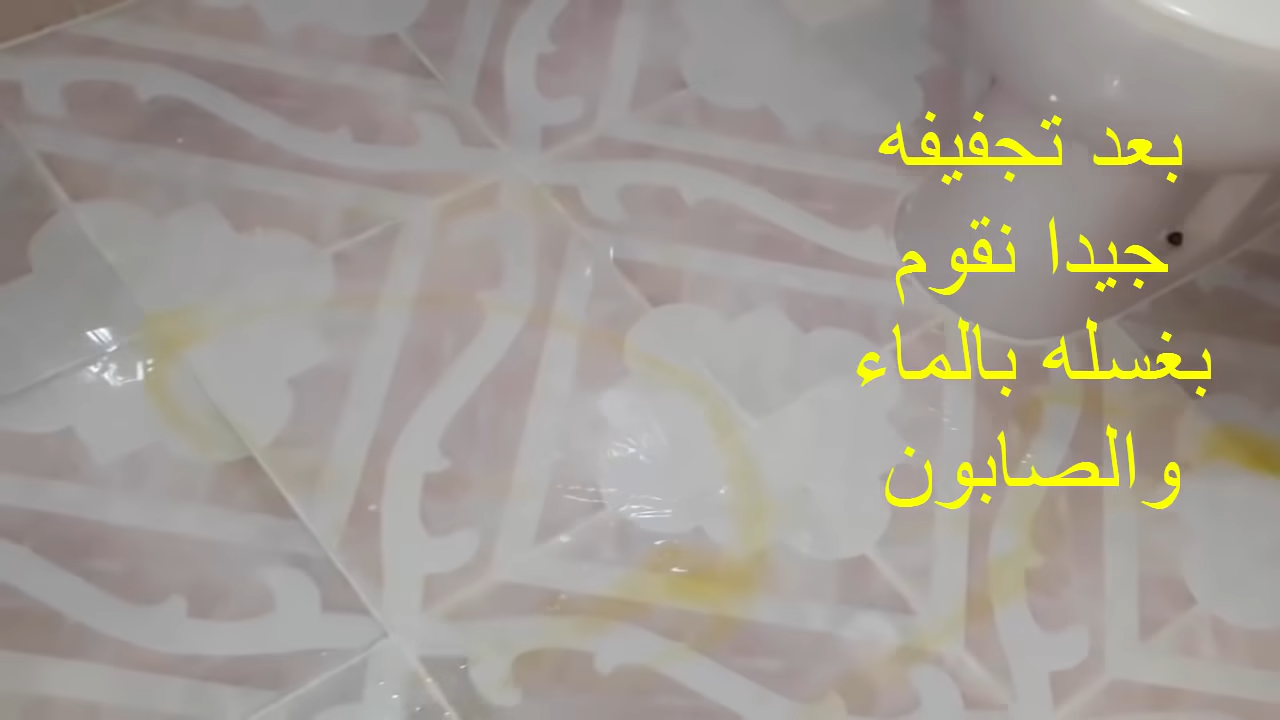 بعد تجفيفه
جيدا نقوم
بغسله بالماء
والصابون